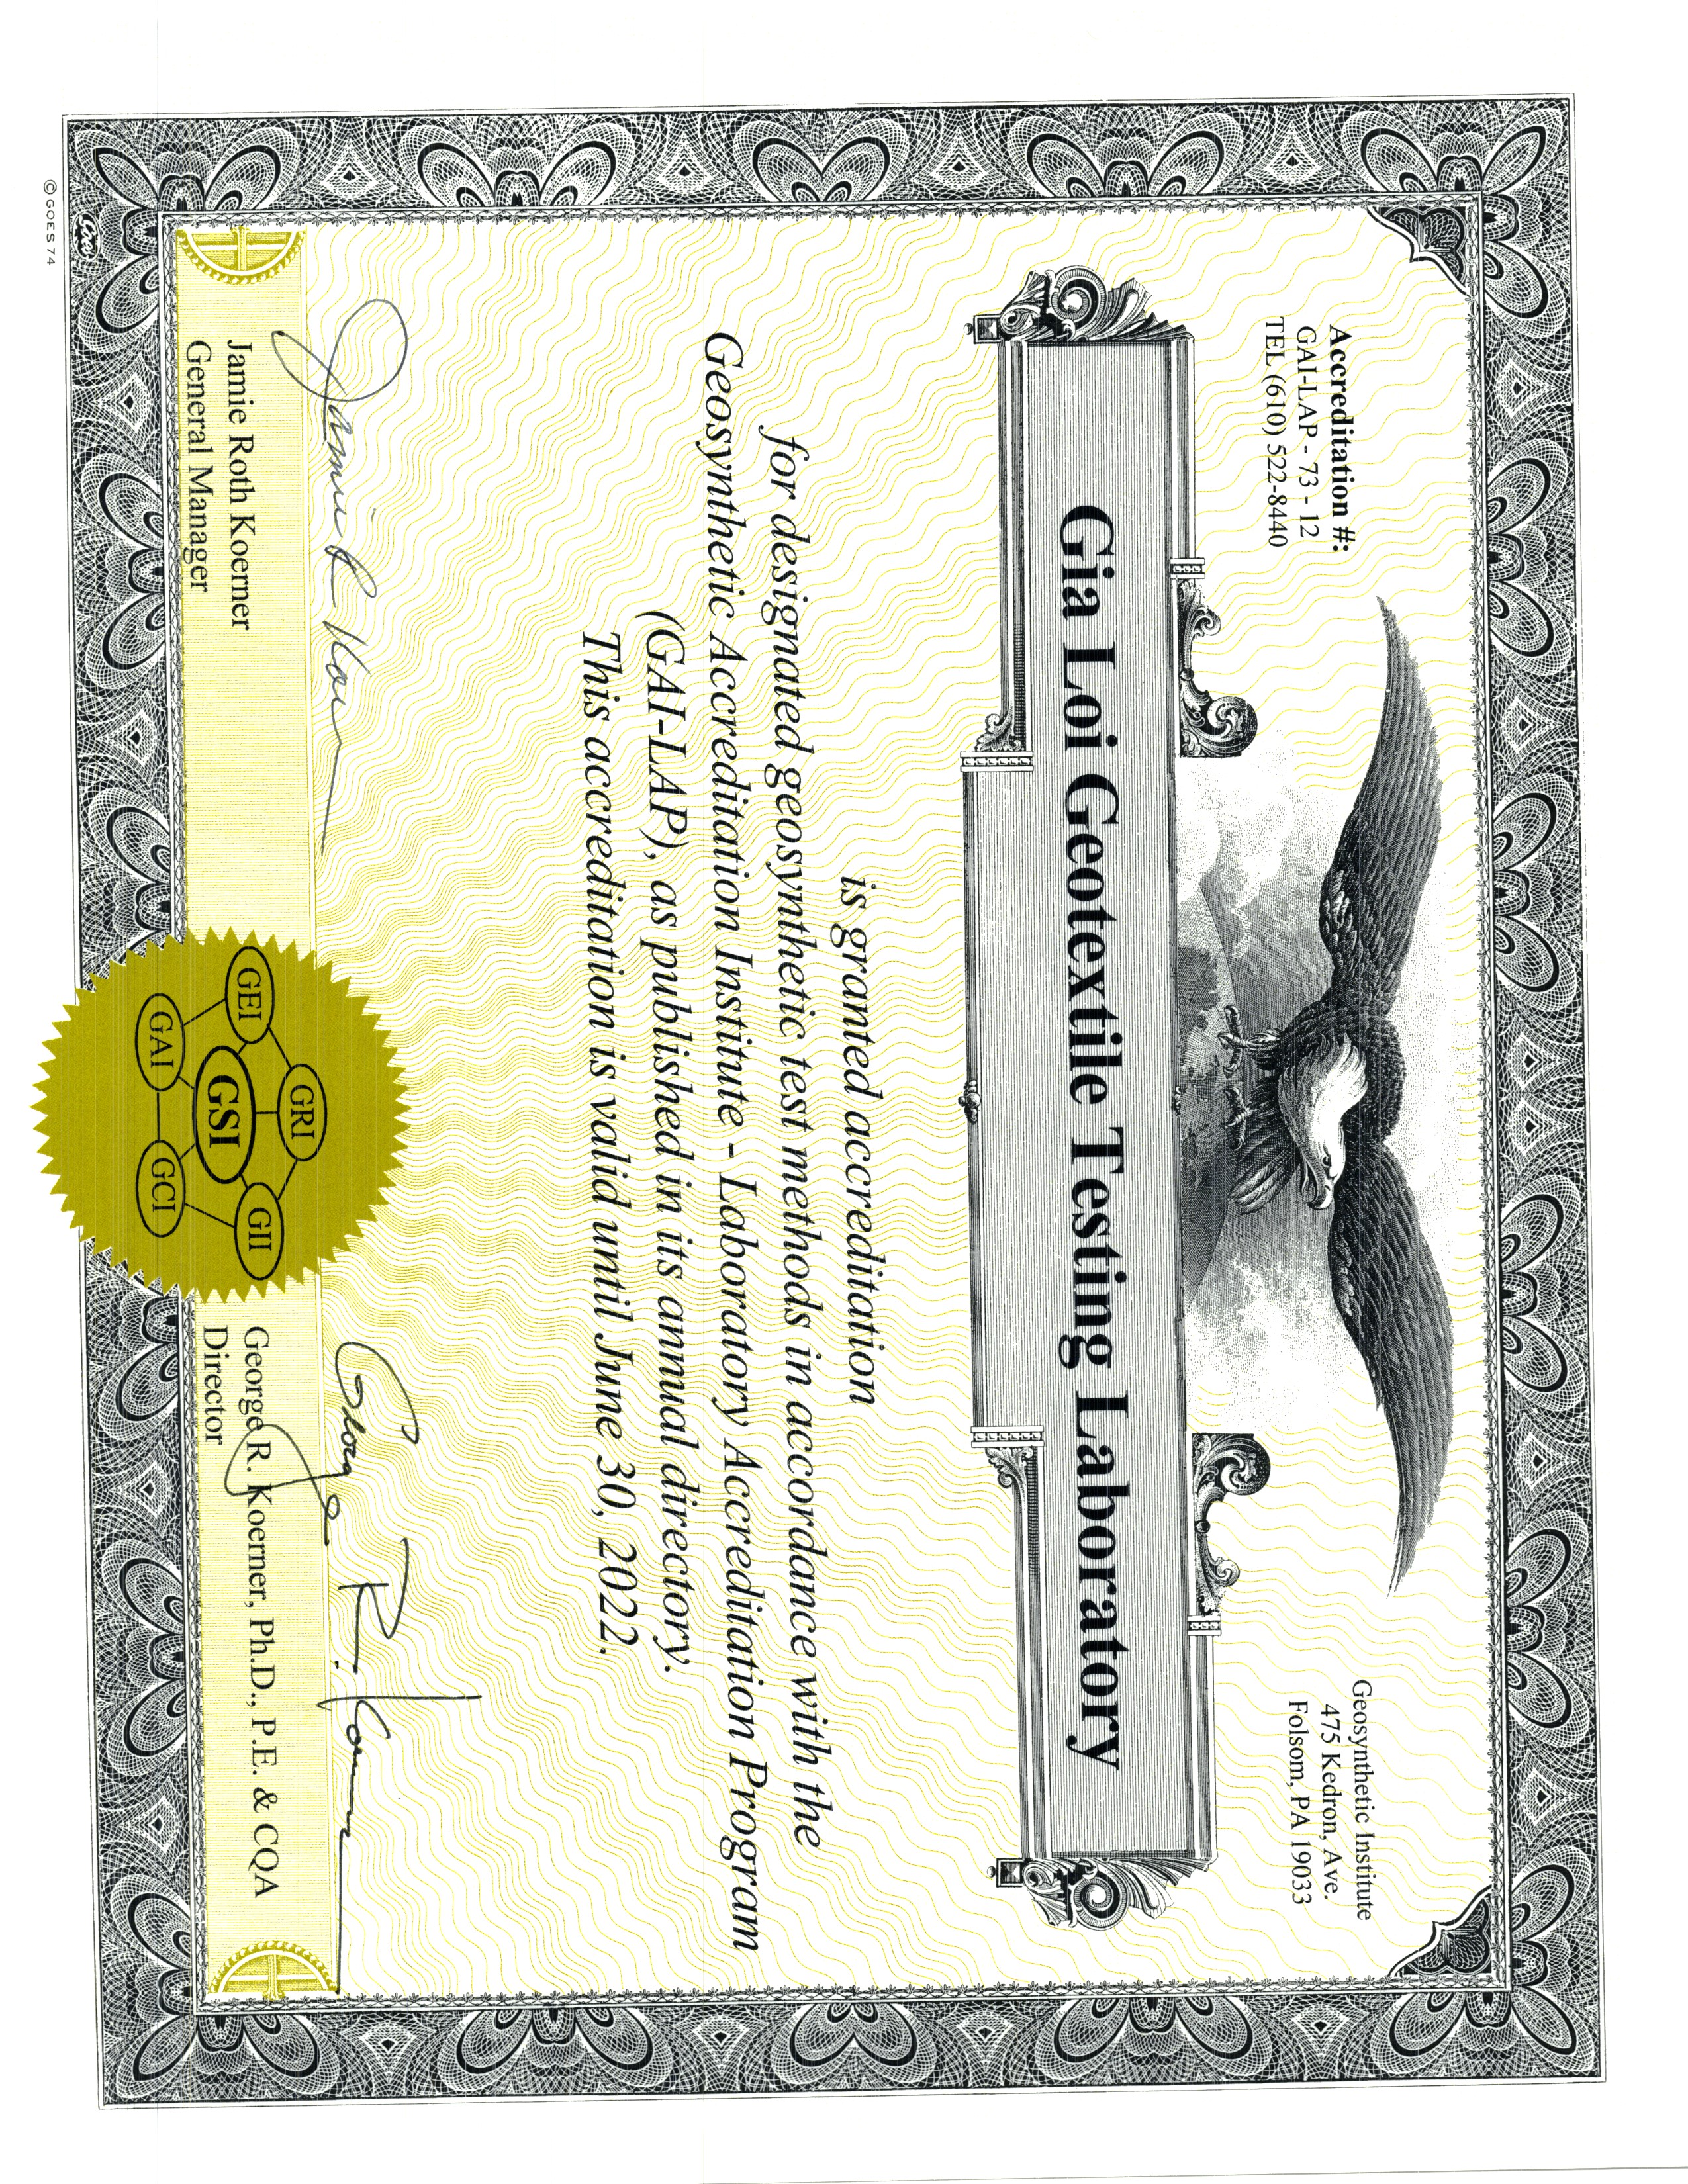 Accreditation #:
GAI-LAP - 73 - 12
TEL (610) 522-8440
Geosynthetic Institute
475 Kedron, Ave.
Folsom, PA 19033
Gia Loi Geotextile Testing Laboratory
is granted accreditation
for designated geosynthetic test methods in accordance with the
Geosynthetic Accreditation Institute - Laboratory Accreditation Program
(GAI-LAP), as published in its annual directory.
This accreditation is valid until June 30, 2022.
Jamie R Koerner
George R. Koerner
Jamie Roth Koerner
General Manager
George R. Koerner, Ph.D., P.E. & CQA
Director
GRI
GEI
GII
GSI
GAI
GCI
Goes
© GOES 74